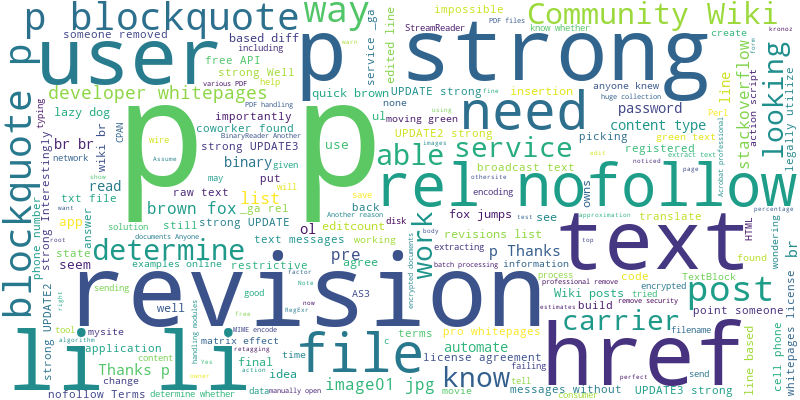 p blockquote
way
Community Wiki
impossible
PDF files
know whether
someone removed
based diff
including
StreamReader
create
form
kronoz
user
p strong
free API
service _ga
edited line
warn
strong Well
various PDF
help
developer whitepages
UPDATE strong
fine
anyone knew
huge collection
quick brown
insertion
need
password
line
stackoverflow
action script
looking
legally utilize
importantly
none
moving green
Perl
lazy dog
CPAN
PDF handling
coworker found
ul
UPDATE2 strong
picking
content type
green text
using
typing
wire
BinaryReader Another
use
able
service
registered
extract text
Acrobat professional
br br
wiki br
strong UPDATE3
images
edit
noticed
blockquote p
strong Interestingly
network
Assume
binary
given
broadcast text
page
show
may
put
will
rel nofollow
read
raw text
list
save
encoding
othersite
owns
txt file
want
brown fox
_ga rel
back
fox jumps
translate
percentage
phone number
answer
solution
still
strong UPDATE
Another reason
disk
test
see
approximation
HTML
app
documents Anyone
ol
editcount
work
revisions list
text
wondering
state
root
determine
text messages
working
body
p Thanks
top
found
br
strong UPDATE2
seem
examples online
restrictive
pre
agree
encrypted documents
extracting
information
process
code
cell phone
sending
factor
batch processing
encrypted
TextBlock
revision
professional remove
post
whitepages license
right
well
good
Note
AS3
Wiki posts
tried
mysite
RegExr
now
build
remove security
point someone
tool
handling modules
free
MIME encode
matrix effect
terms
pro whitepages
estimates
carrier
filename
algorithm
application
retagging
failing
automate
li li
content
Yes
final
time
file
c
license agreement
href
line based
Thanks p
action
idea
know
tell
perfect
send
change
owner
image01 jpg
messages without
UPDATE3 strong
nofollow Terms
determine whether
data
manually open
movie
consumer